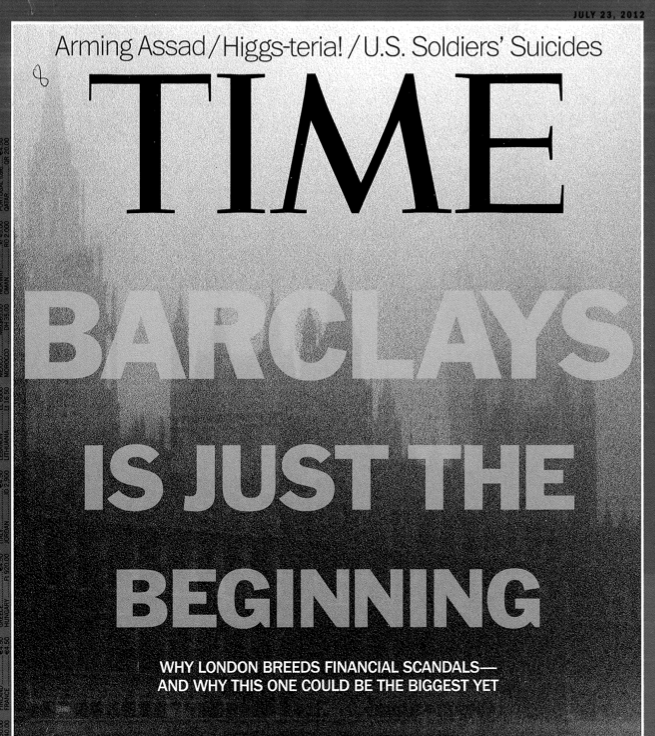 JULY 23, 2012
Arming Assad/Higgs-teria!/U.S. Soldiers' Suicides
8
TIME
BARCLAYS
IS JUST THE
BEGINNING
WHY LONDON BREEDS FINANCIAL SCANDALS—
AND WHY THIS ONE COULD BE THE BIGGEST YET